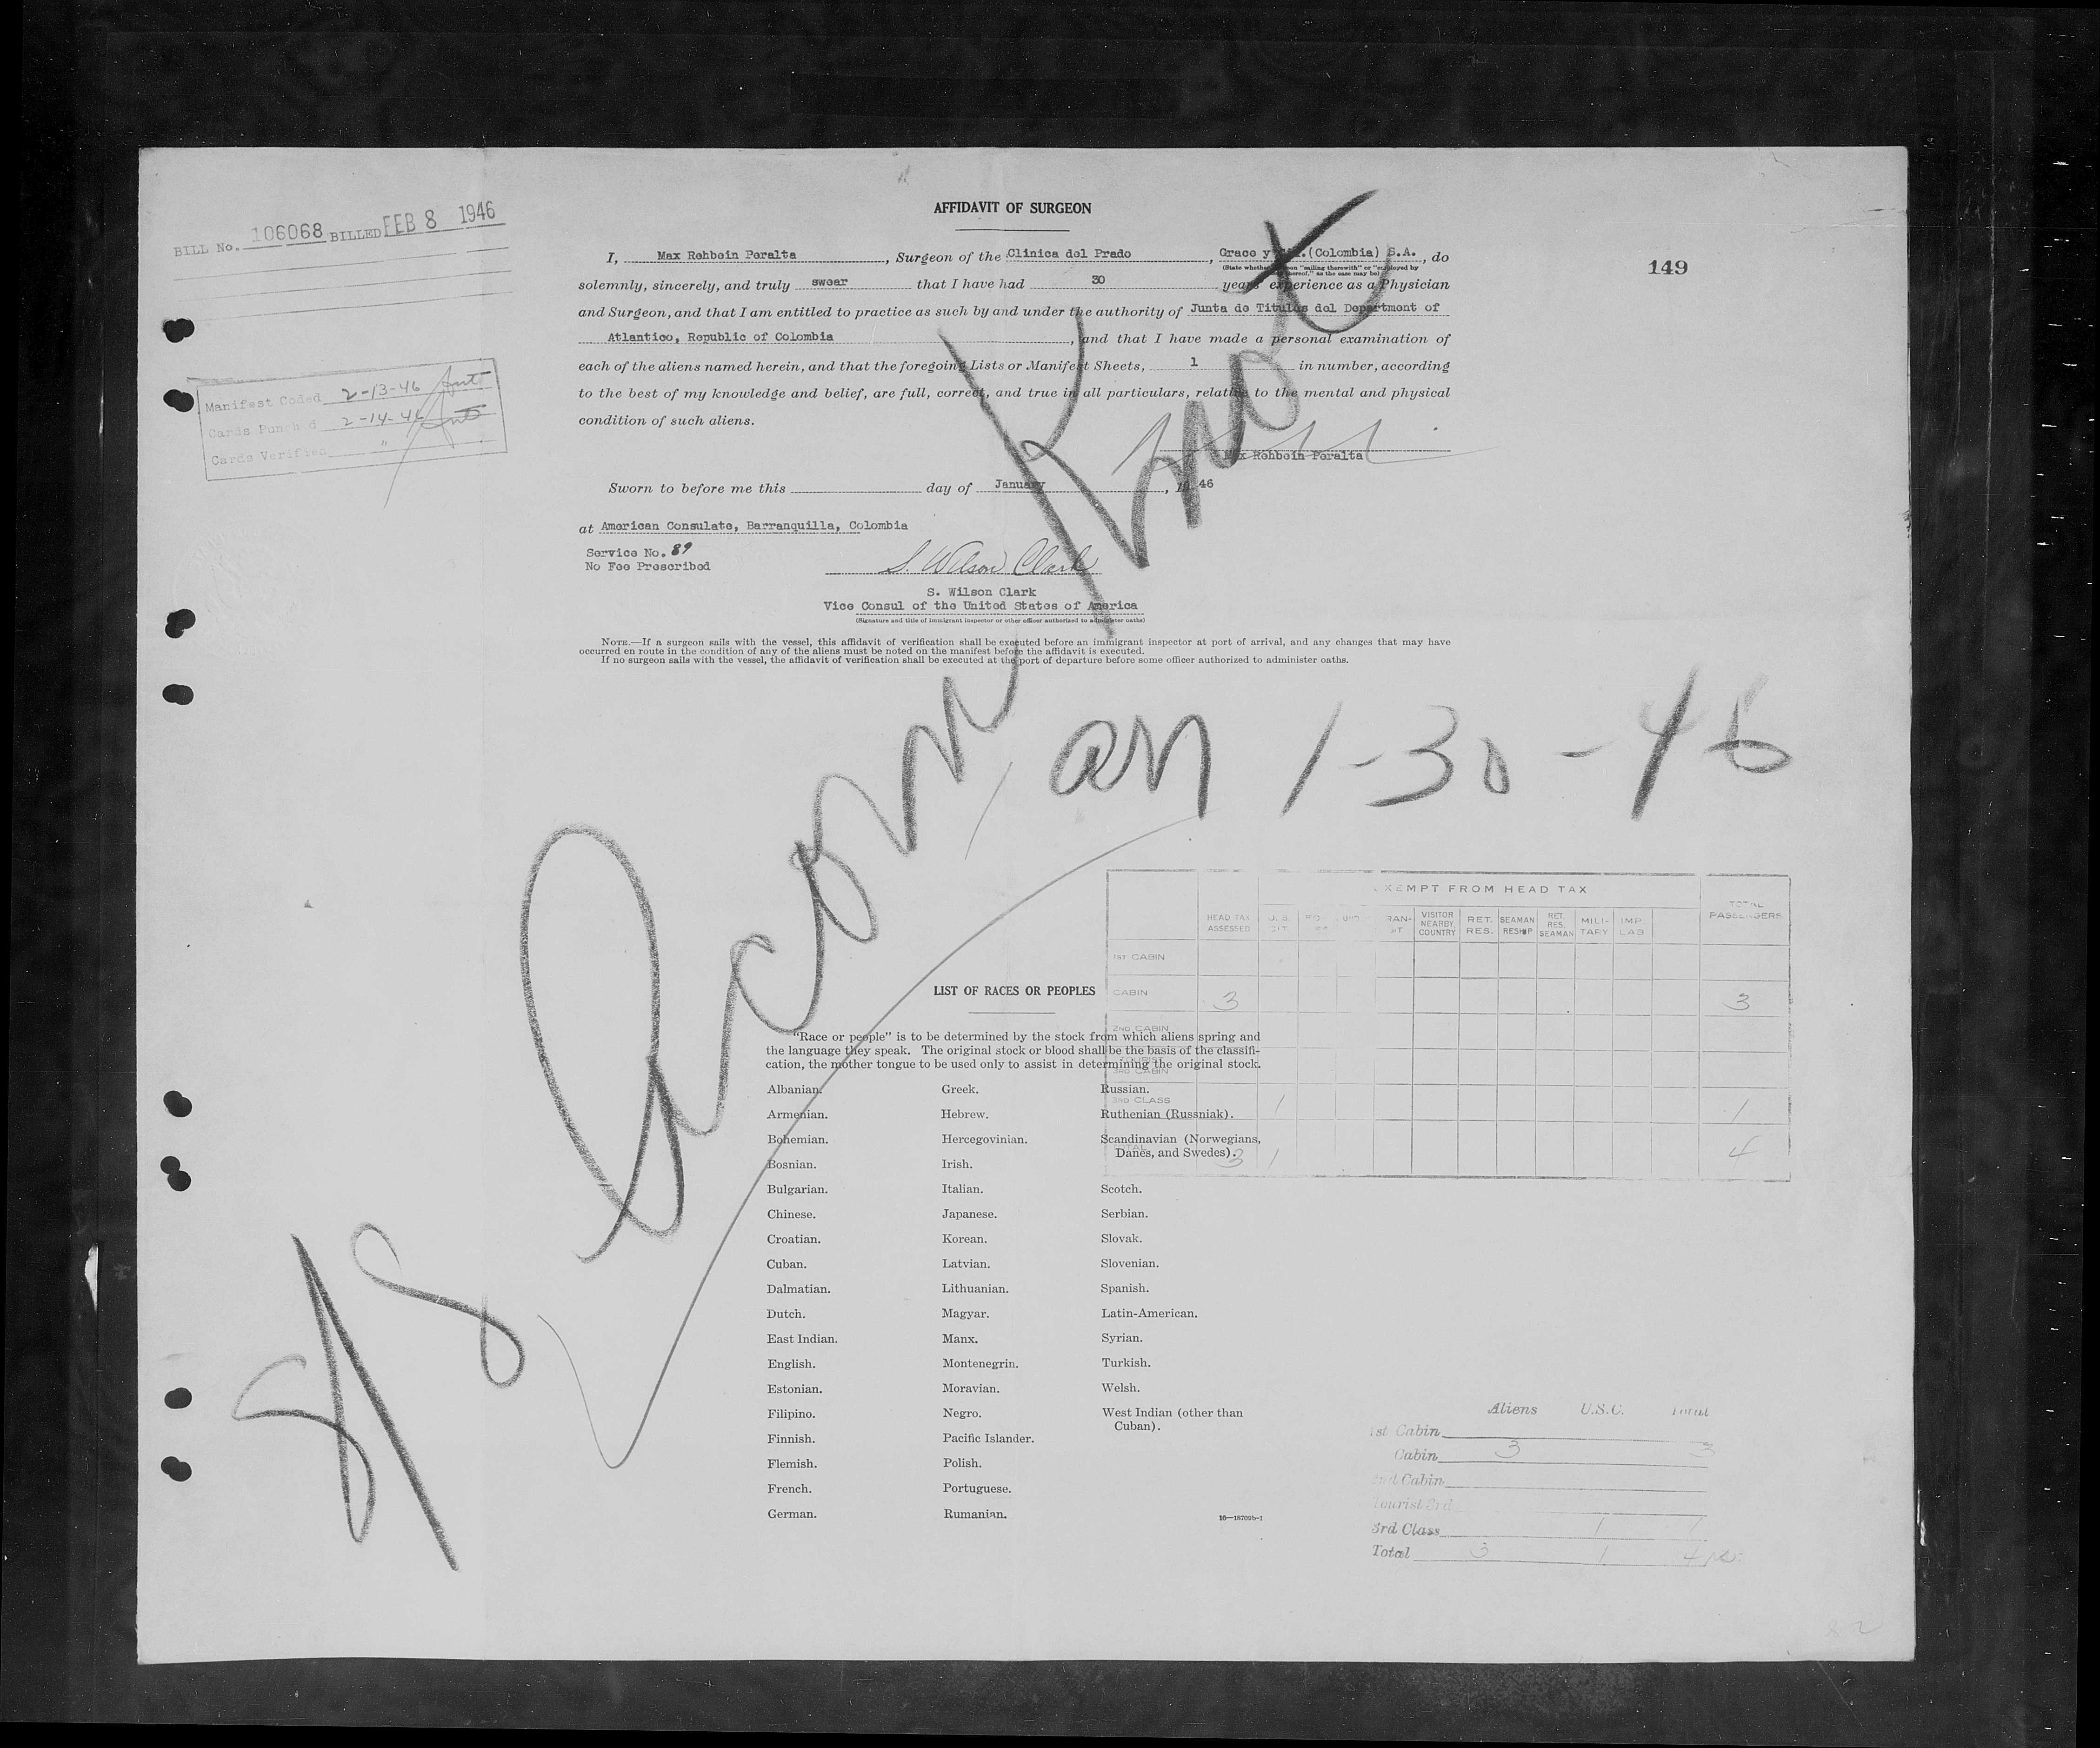 BILL No. 106068 BILLED FEB 8 1946
149
AFFIDAVIT OF SURGEON
I, Max Rehbein Peralta, Surgeon of the Clinica del Prado, Grace y (Colombia) S.A., do
solemnly, sincerely, and truly swear that I have had 30 years experience as a Physician
and Surgeon, and that I am entitled to practice as such by and under the authority of Junta de Titulos del Department of
Atlantico, Republic of Colombia, and that I have made a personal examination of
each of the aliens named herein, and that the foregoing Lists or Manifest Sheets, 1 in number, according
to the best of my knowledge and belief, are full, correct, and true in all particulars, relative to the mental and physical
condition of such aliens.
Max Rehbein Peralta
Manifest Coded 2-13-46
Cards Punched 2-14-46
Cards Verified "
Sworn to before me this day of January, 1946
at American Consulate, Barranquilla, Colombia
Service No. 89
No Fee Prescribed
S. Wilson Clark
S. Wilson Clark
Vice Consul of the United States of America
(Signature and title of immigrant inspector or other officer authorized to administer oaths)
NOTE.—If a surgeon sails with the vessel, this affidavit of verification shall be executed before an immigrant inspector at port of arrival, and any changes that may have
occurred en route in the condition of any of the aliens must be noted on the manifest before the affidavit is executed.
If no surgeon sails with the vessel, the affidavit of verification shall be executed at the port of departure before some officer authorized to administer oaths.
S/S Acorn Knot
arr 1-30-46
EXEMPT FROM HEAD TAX
HEAD TAX ASSESSED U.S. CIT. TRANSIT VISITOR NEARBY COUNTRY RET. RES. SEAMAN RESHIP RET. RES. SEAMAN MILITARY IMP. LAB TOTAL PASSENGERS
1ST CABIN
CABIN 3 3
2ND CABIN
3RD CABIN
3RD CLASS 1 1
TOTAL 3 1 4
LIST OF RACES OR PEOPLES
"Race or people" is to be determined by the stock from which aliens spring and
the language they speak. The original stock or blood shall be the basis of the classifi-
cation, the mother tongue to be used only to assist in determining the original stock.
Albanian. Greek. Russian.
Armenian. Hebrew. Ruthenian (Russniak).
Bohemian. Hercegovinian. Scandinavian (Norwegians,
Danes, and Swedes).
Bosnian. Irish.
Bulgarian. Italian. Scotch.
Chinese. Japanese. Serbian.
Croatian. Korean. Slovak.
Cuban. Latvian. Slovenian.
Dalmatian. Lithuanian. Spanish.
Dutch. Magyar. Latin-American.
East Indian. Manx. Syrian.
English. Montenegrin. Turkish.
Estonian. Moravian. Welsh.
Filipino. Negro. West Indian (other than
Cuban).
Finnish. Pacific Islander.
Flemish. Polish.
French. Portuguese.
German. Rumanian.
16—18709b-1
Aliens U.S.C. Total
1st Cabin
Cabin 3 3
2nd Cabin
Tourist 3rd
3rd Class 1 1
Total 3 1 4